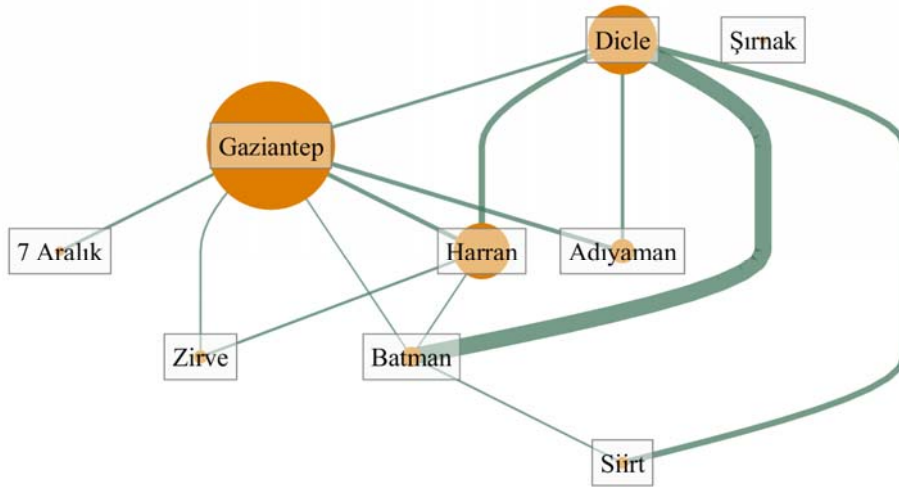 Dicle
Şırnak
Gaziantep
7 Aralık
Harran
Adıyaman
Zirve
Batman
Siirt